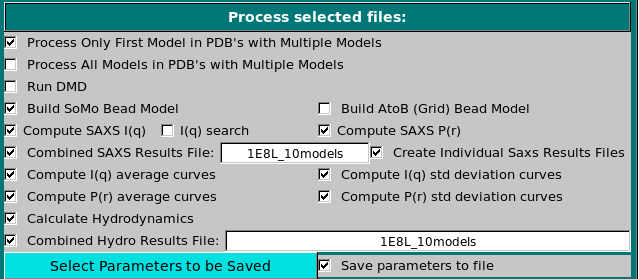 Process selected files:
Process Only First Model in PDB's with Multiple Models
Process All Models in PDB's with Multiple Models
Run DMD
Build SoMo Bead Model Build AtoB (Grid) Bead Model
Compute SAXS I(q) I(q) search Compute SAXS P(r)
Combined SAXS Results File: 1E8L_10models Create Individual Saxs Results Files
Compute I(q) average curves Compute I(q) std deviation curves
Compute P(r) average curves Compute P(r) std deviation curves
Calculate Hydrodynamics
Combined Hydro Results File: 1E8L_10models
Select Parameters to be Saved Save parameters to file